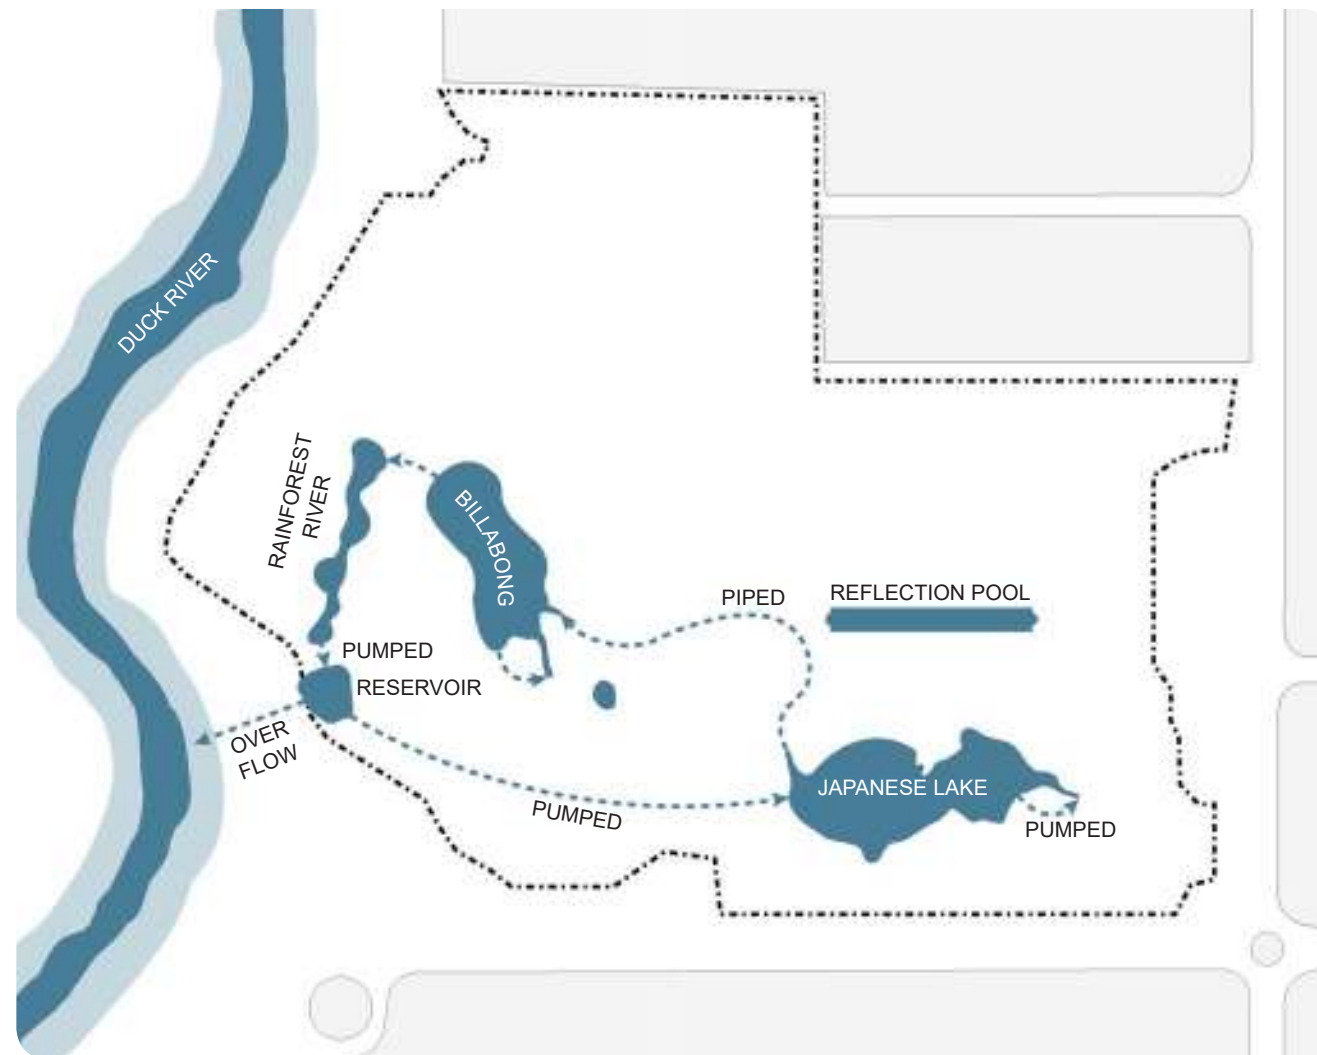 DUCK RIVER
RAINFOREST
RIVER
BILLABONG
PIPED
REFLECTION POOL
PUMPED
RESERVOIR
OVER
FLOW
PUMPED
JAPANESE LAKE
PUMPED